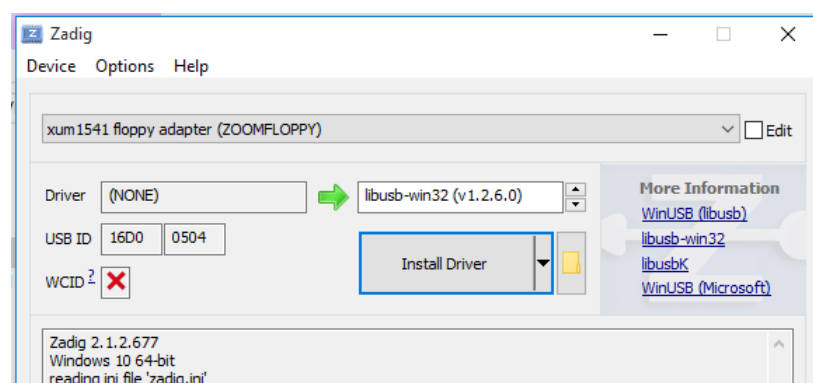 Zadig
Device Options Help
xum1541 floppy adapter (ZOOMFLOPPY)
Edit
Driver (NONE) libusb-win32 (v1.2.6.0)
USB ID 16D0 0504
WCID ?
Install Driver
More Information
WinUSB (libusb)
libusb-win32
libusbK
WinUSB (Microsoft)
Zadig 2.1.2.677
Windows 10 64-bit
reading ini file 'zadig.ini'